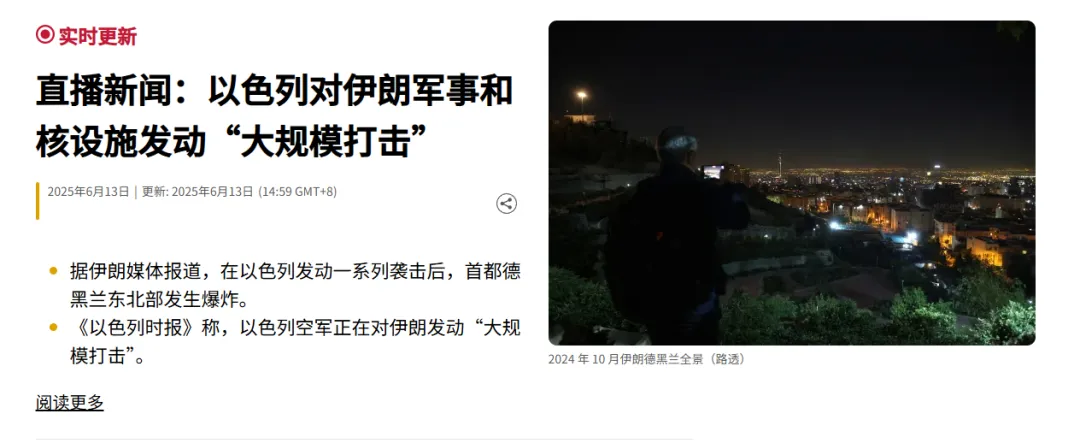 实时更新
直播新闻：以色列对伊朗军事和
核设施发动“大规模打击”
2025年6月13日 | 更新: 2025年6月13日 (14:59 GMT+8)
据伊朗媒体报道，在以色列发动一系列袭击后，首都德
黑兰东北部发生爆炸。
《以色列时报》称，以色列空军正在对伊朗发动“大规
模打击”。
阅读更多
2024 年 10 月伊朗德黑兰全景（路透）